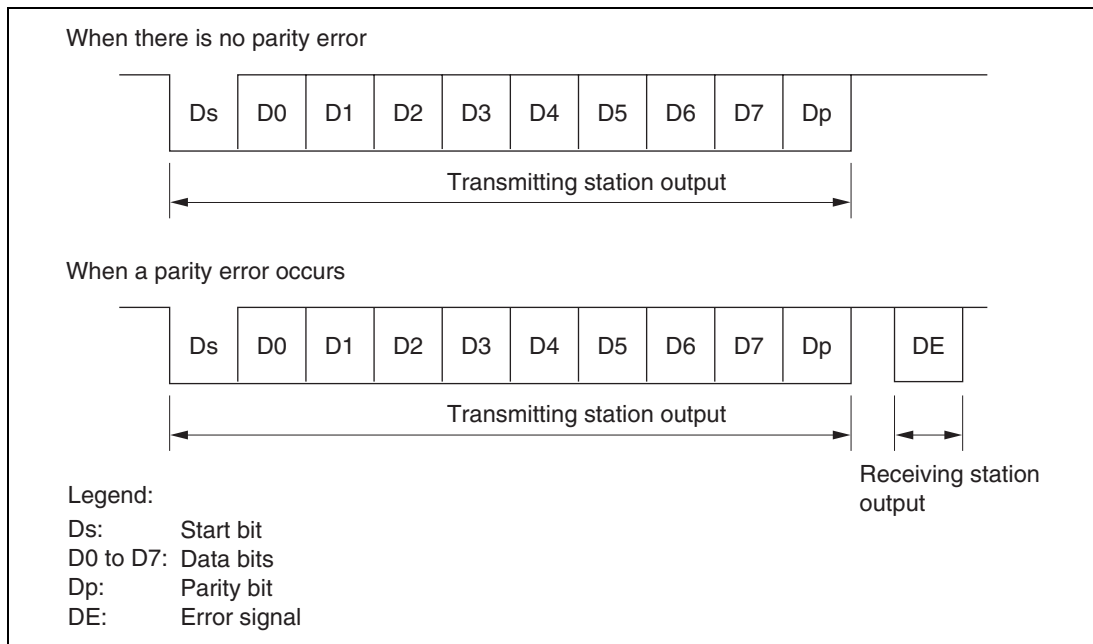 When there is no parity error
Ds D0 D1 D2 D3 D4 D5 D6 D7 Dp
Transmitting station output
When a parity error occurs
Ds D0 D1 D2 D3 D4 D5 D6 D7 Dp DE
Transmitting station output
Receiving station
output
Legend:
Ds: Start bit
D0 to D7: Data bits
Dp: Parity bit
DE: Error signal